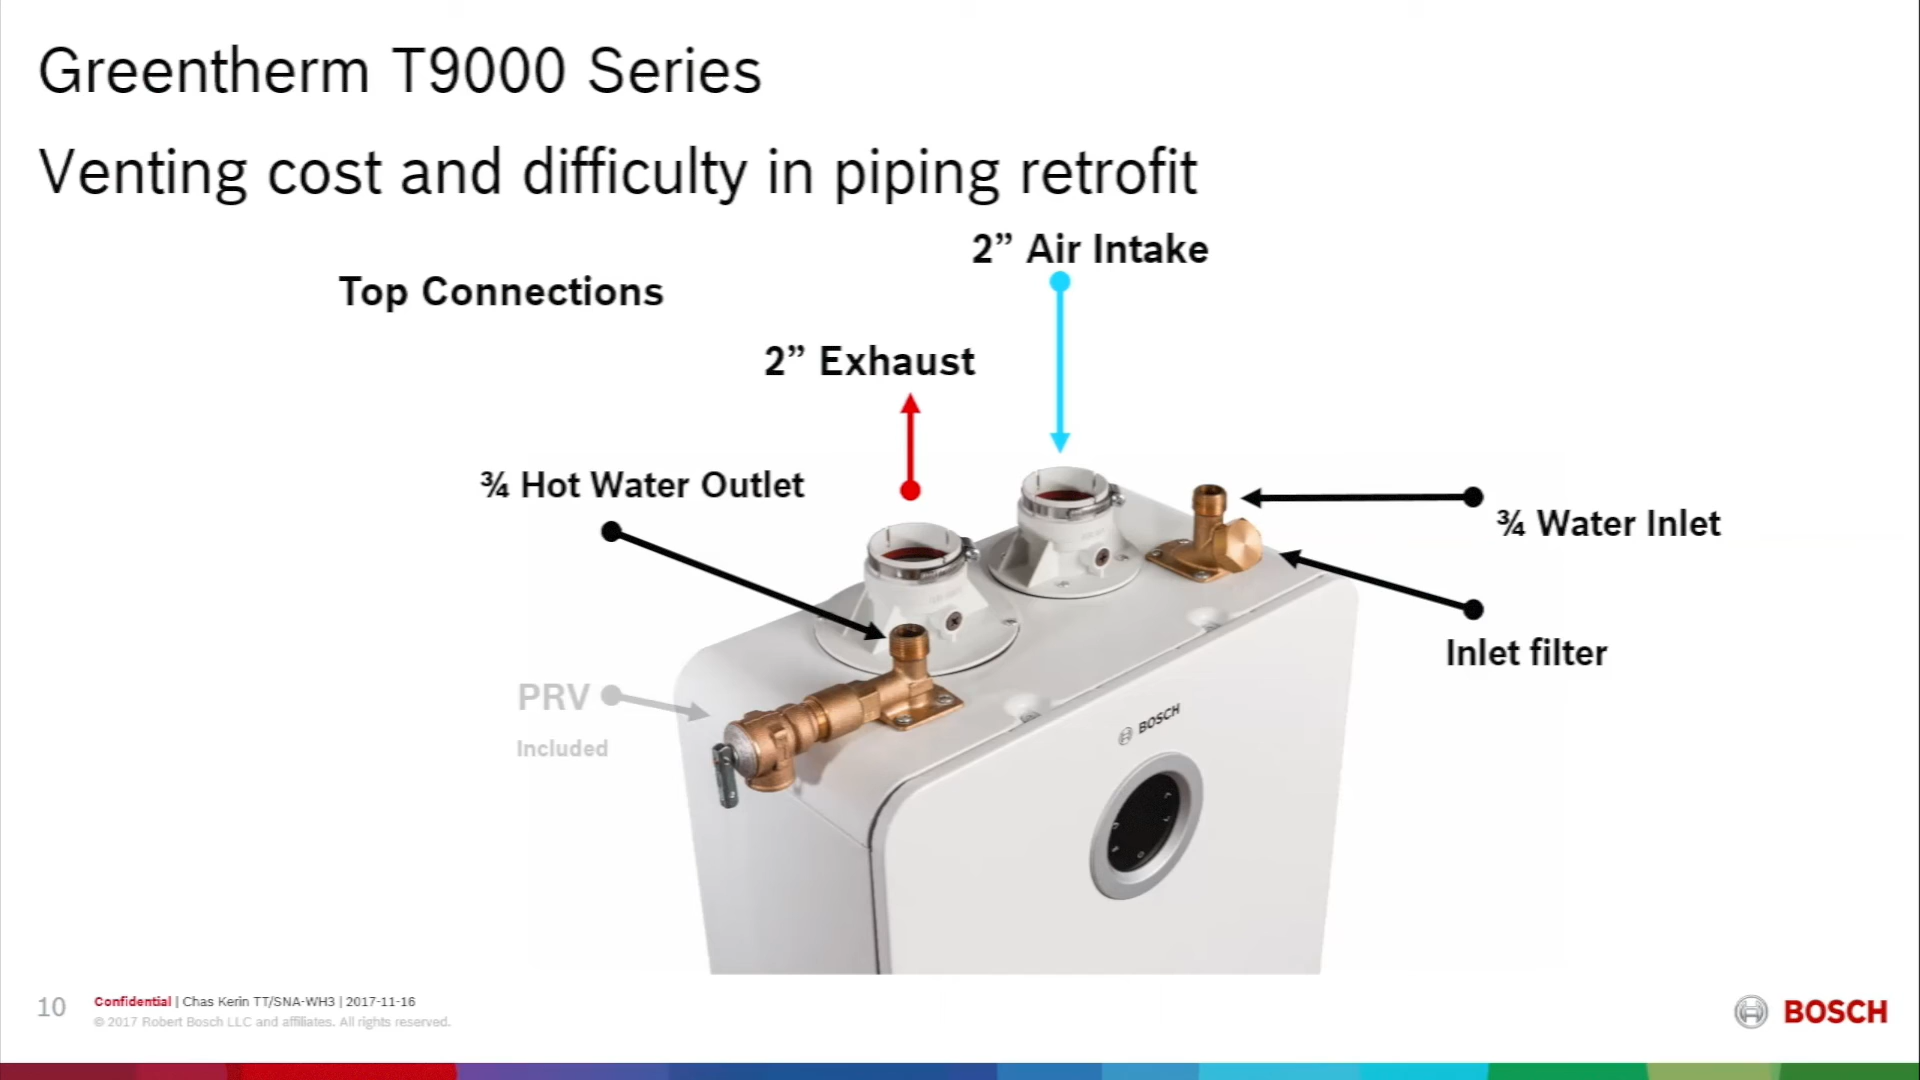 Greentherm T9000 Series
Venting cost and difficulty in piping retrofit
2” Air Intake
Top Connections
2” Exhaust
¾ Hot Water Outlet
¾ Water Inlet
Inlet filter
PRV
Included
BOSCH
10
Confidential | Chas Kerin TT/SNA-WH3 | 2017-11-16
© 2017 Robert Bosch LLC and affiliates. All rights reserved.
BOSCH